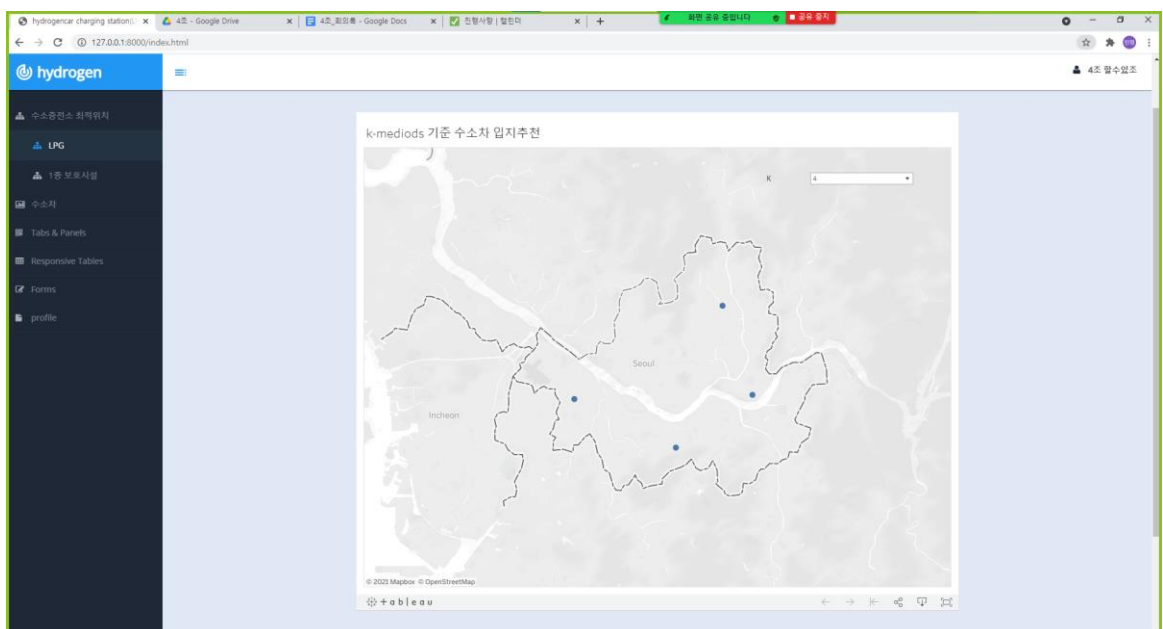 hydrogencar charging station(L
4조 - Google Drive
4조_회의록 - Google Docs
진행사항 | 칼친더
화면 공유 중입니다
공유 중지
127.0.0.1:8000/index.html
hydrogen
4조 할수있조
수소충전소 최적위치
LPG
1종 보호시설
수소차
Tabs & Panels
Responsive Tables
Forms
profile
k-mediods 기준 수소차 입지추천
K
4
Seoul
Incheon
© 2021 Mapbox © OpenStreetMap
+ a b | e a u